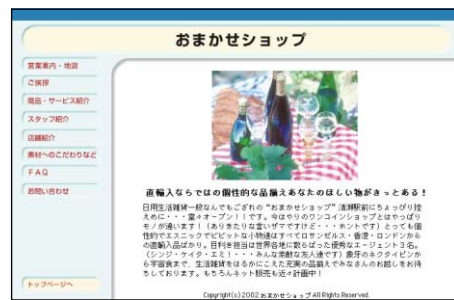 おまかせショップ
営業案内・地図
ご挨拶
商品・サービス紹介
スタッフ紹介
店舗紹介
素材へのこだわりなど
FAQ
お問い合わせ
トップページへ
直輸入ならではの個性的な品揃えあなたのほしい物がきっとある!
日用生活雑貨一般なんでもござれの“おまかせショップ”清瀬駅前にちょっぴり控
えめに・・・堂々オープン!!です。今はやりのワンコインショップとはやっぱり
モノが違います!(ありきたりな言いザマですけど・・・ホントです)とっても個
性的でエスニックでビビットな小物達はすべてロサンゼルス・香港・ロンドンから
の直輸入品ばかり。目利き担当は世界各地に散らばった優秀なエージェント3名。
(シンジ・ケイタ・エミ!・・・みんな素敵な友人達です)象牙のネクタイピンか
ら宇宙食まで、生活雑貨をはるかにこえた充実の品揃えでみなさんのお越しをお待
ちしております。もちろんネット販売も近々計画中!
Copyright(c)2002 おまかせショップ All Rights Reserved.